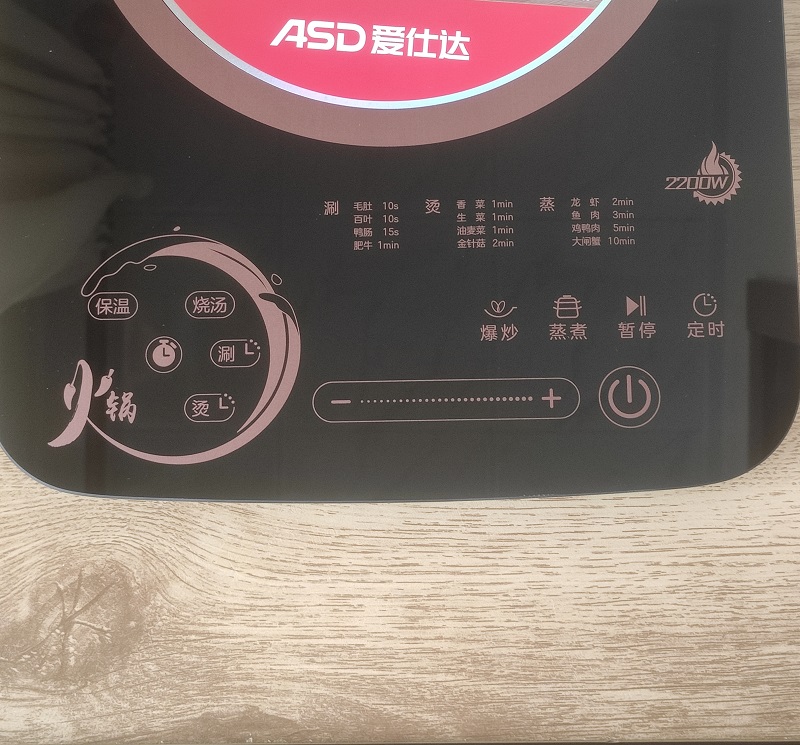 ASD 爱仕达
2200W
涮 毛肚 10s
百叶 10s
鸭肠 15s
肥牛 1min
烫 香菜 1min
生菜 1min
油麦菜 1min
金针菇 2min
蒸 龙虾 2min
鱼肉 3min
鸡鸭肉 5min
大闸蟹 10min
保温 烧汤
涮
烫
火锅
爆炒 蒸煮 暂停 定时